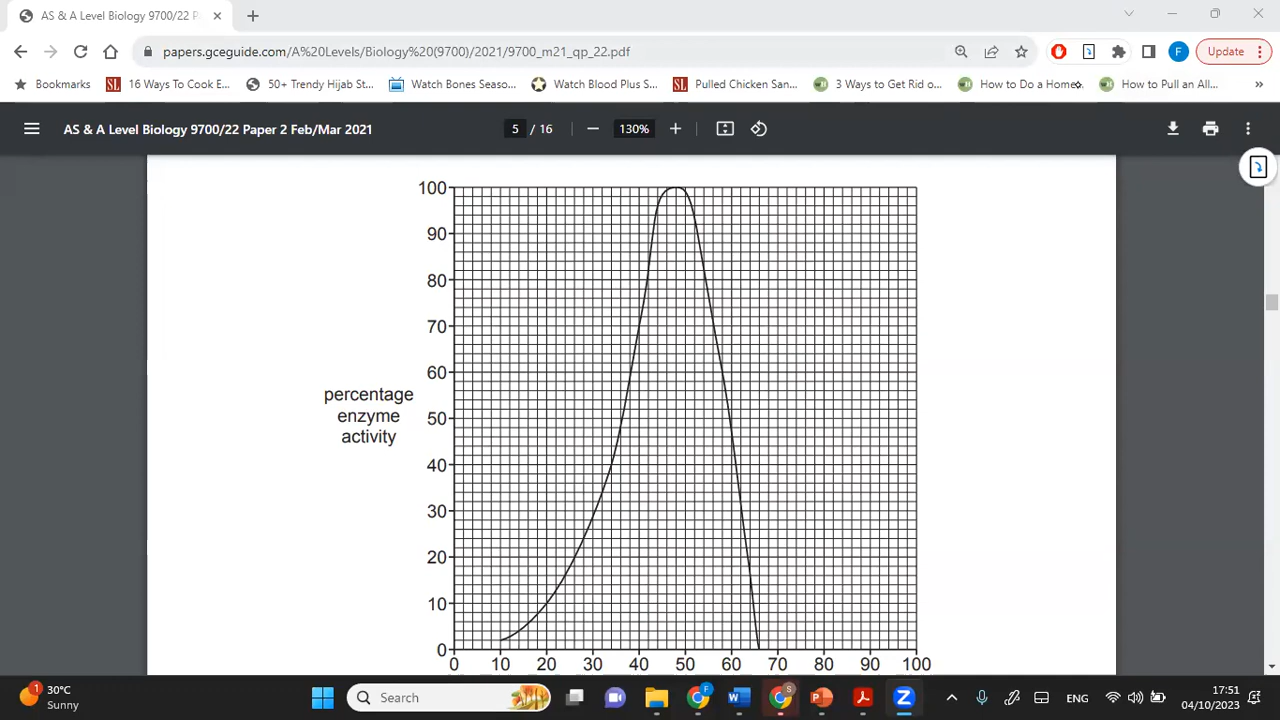 AS & A Level Biology 9700/22 P
papers.gceguide.com/A%20Levels/Biology%20(9700)/2021/9700_m21_qp_22.pdf
F
Update
Bookmarks
SL 16 Ways To Cook E...
50+ Trendy Hijab St...
Watch Bones Seaso...
Watch Blood Plus S...
SL Pulled Chicken San...
3 Ways to Get Rid o...
How to Do a Home
How to Pull an All...
»
AS & A Level Biology 9700/22 Paper 2 Feb/Mar 2021
5 / 16
130%
100
90
80
70
60
percentage
enzyme
activity
50
40
30
20
10
0
0 10 20 30 40 50 60 70 80 90 100
1
30°C
Sunny
Search
ENG
17:51
04/10/2023